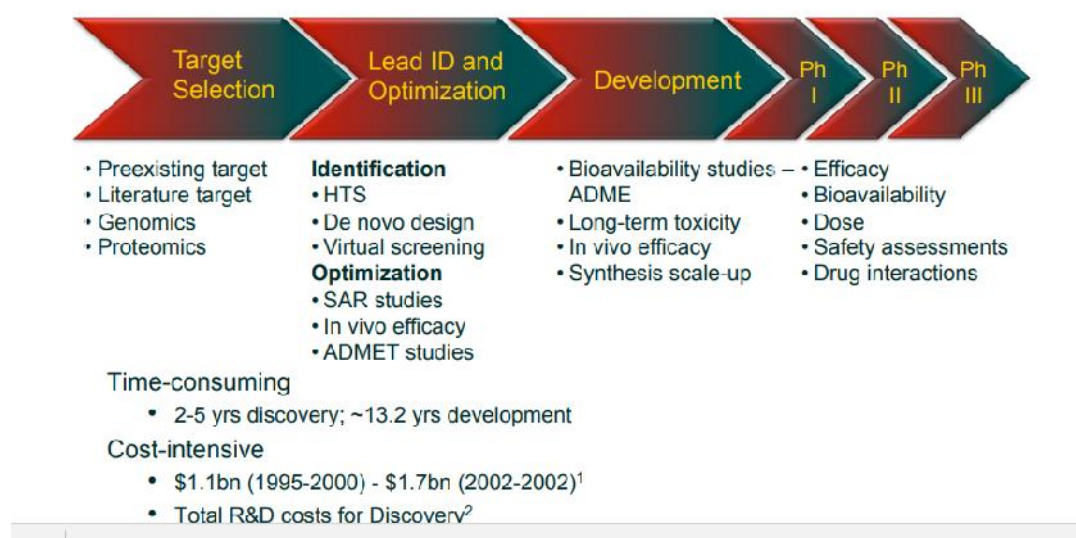 Target
Selection
Lead ID and
Optimization
Development
Ph
I
Ph
II
Ph
III
• Preexisting target
• Literature target
• Genomics
• Proteomics
Identification
• HTS
• De novo design
• Virtual screening
Optimization
• SAR studies
• In vivo efficacy
• ADMET studies
• Bioavailability studies –
ADME
• Long-term toxicity
• In vivo efficacy
• Synthesis scale-up
• Efficacy
• Bioavailability
• Dose
• Safety assessments
• Drug interactions
Time-consuming
• 2-5 yrs discovery; ~13.2 yrs development
Cost-intensive
• $1.1bn (1995-2000) - $1.7bn (2002-2002)¹
• Total R&D costs for Discovery²